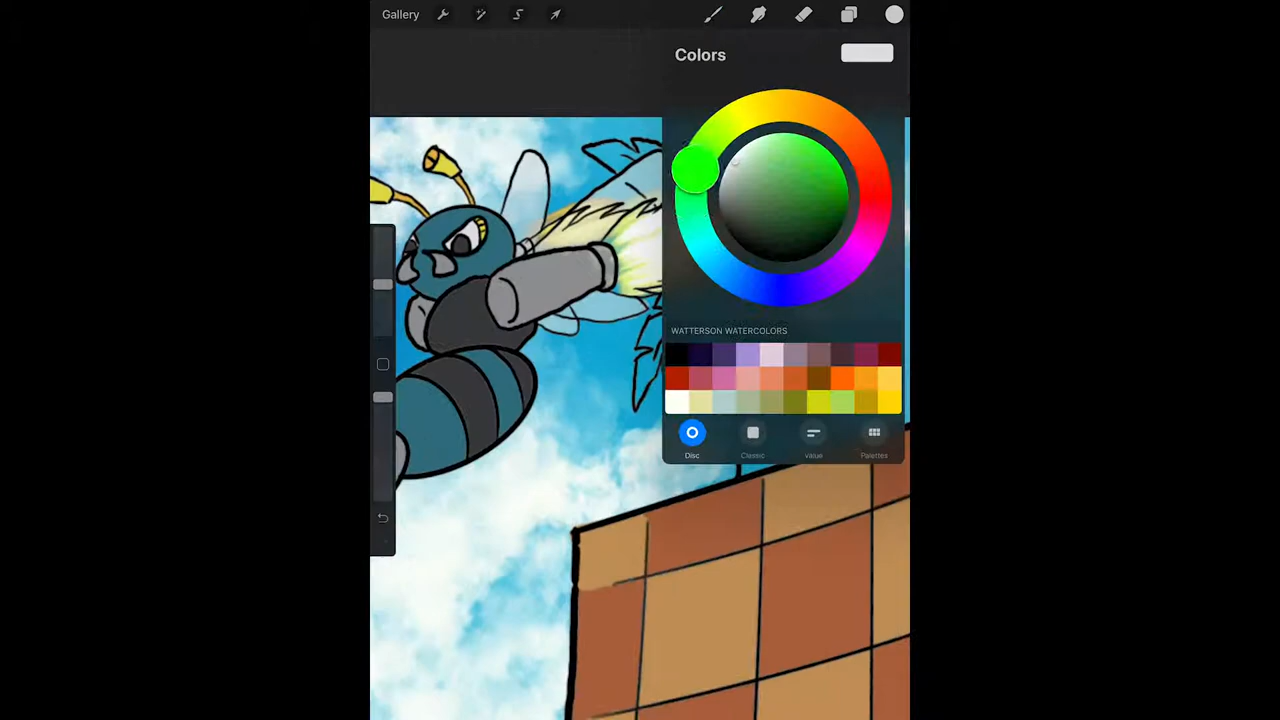 Gallery
Colors
WATTERSON WATERCOLORS
Disc
Classic
Value
Palettes